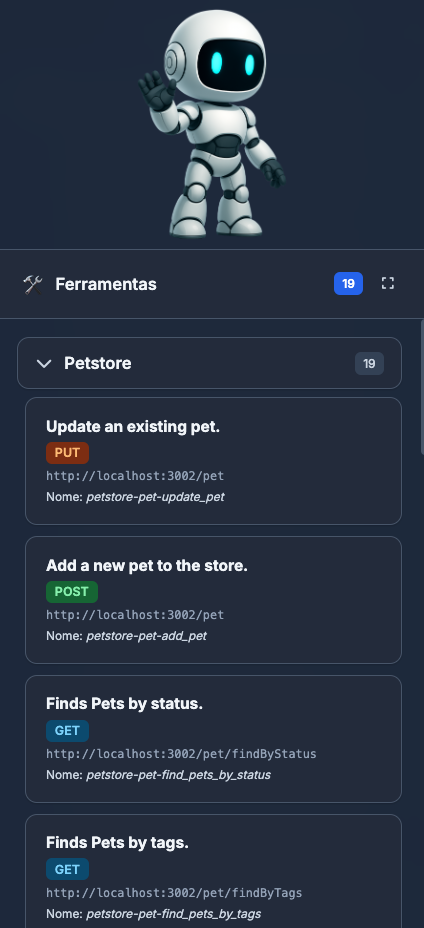 Ferramentas
19
Petstore
19
Update an existing pet.
PUT
http://localhost:3002/pet
Nome: petstore-pet-update_pet
Add a new pet to the store.
POST
http://localhost:3002/pet
Nome: petstore-pet-add_pet
Finds Pets by status.
GET
http://localhost:3002/pet/findByStatus
Nome: petstore-pet-find_pets_by_status
Finds Pets by tags.
GET
http://localhost:3002/pet/findByTags
Nome: petstore-pet-find_pets_by_tags